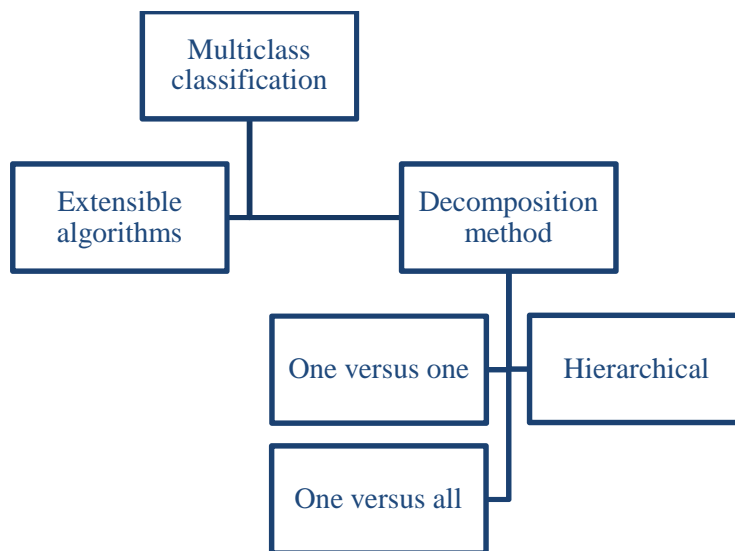 Multiclass
classification
Extensible
algorithms
Decomposition
method
One versus one
Hierarchical
One versus all